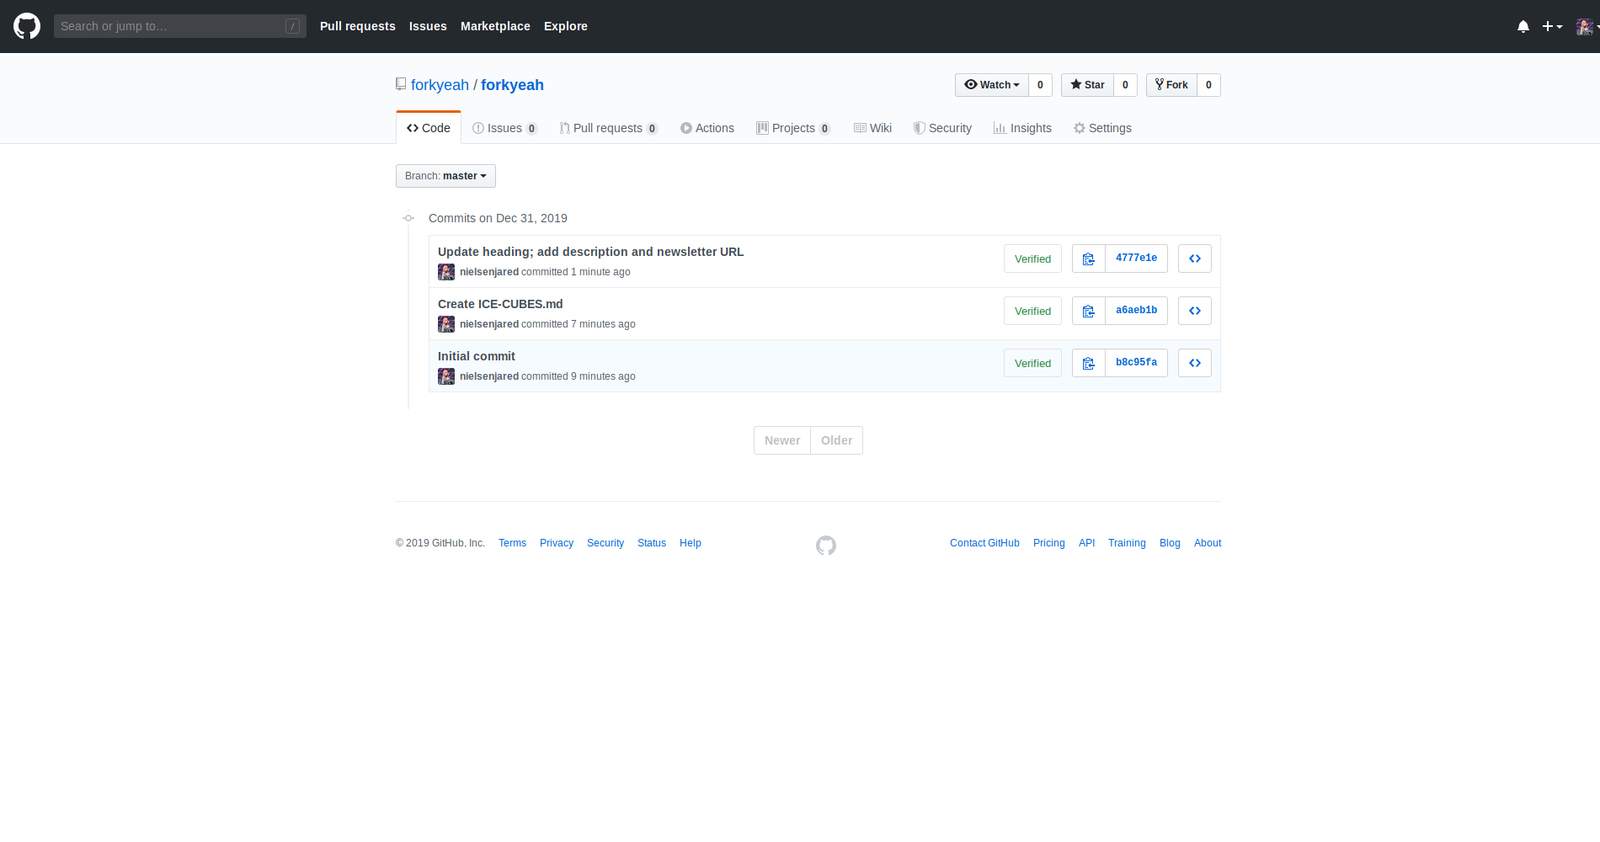 Search or jump to… / Pull requests Issues Marketplace Explore
forkyeah / forkyeah Watch 0 Star 0 Fork 0
Code Issues 0 Pull requests 0 Actions Projects 0 Wiki Security Insights Settings
Branch: master
Commits on Dec 31, 2019
Update heading; add description and newsletter URL
nielsenjared committed 1 minute ago
Verified 4777e1e
Create ICE-CUBES.md
nielsenjared committed 7 minutes ago
Verified a6aeb1b
Initial commit
nielsenjared committed 9 minutes ago
Verified b8c95fa
Newer Older
© 2019 GitHub, Inc. Terms Privacy Security Status Help Contact GitHub Pricing API Training Blog About